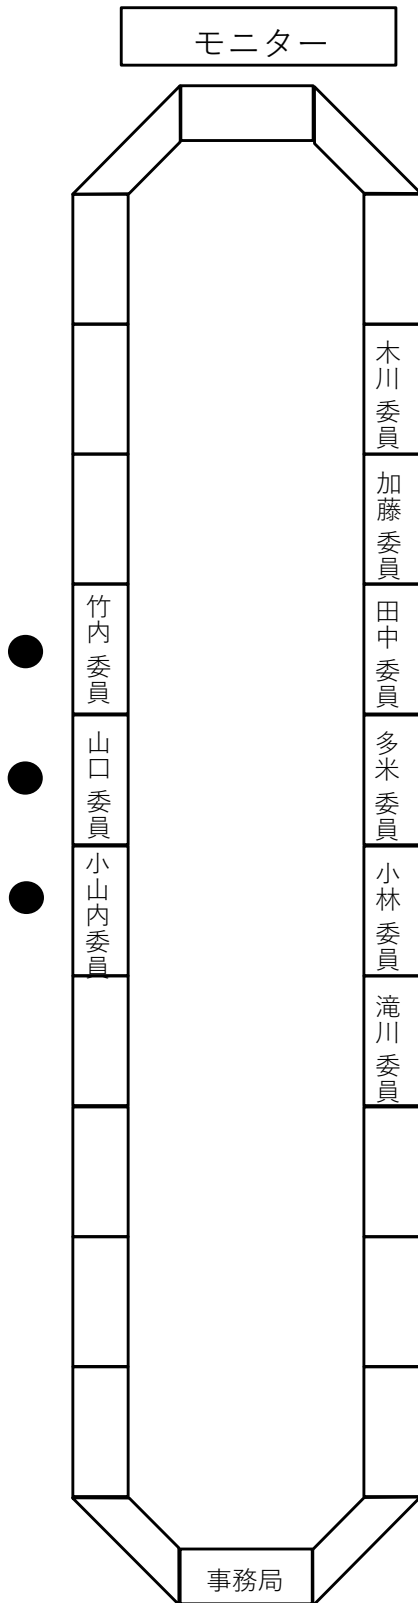 モニター
木川 委員
加藤 委員
竹内 委員
田中 委員
山口 委員
多米 委員
小山内委員
小林 委員
滝川 委員
事務局